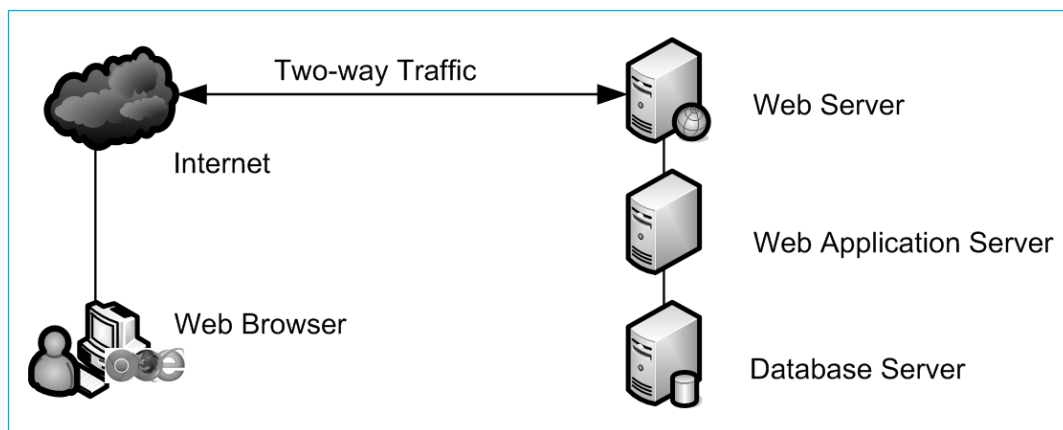 Two-way Traffic
Web Server
Internet
Web Application Server
Web Browser
Database Server